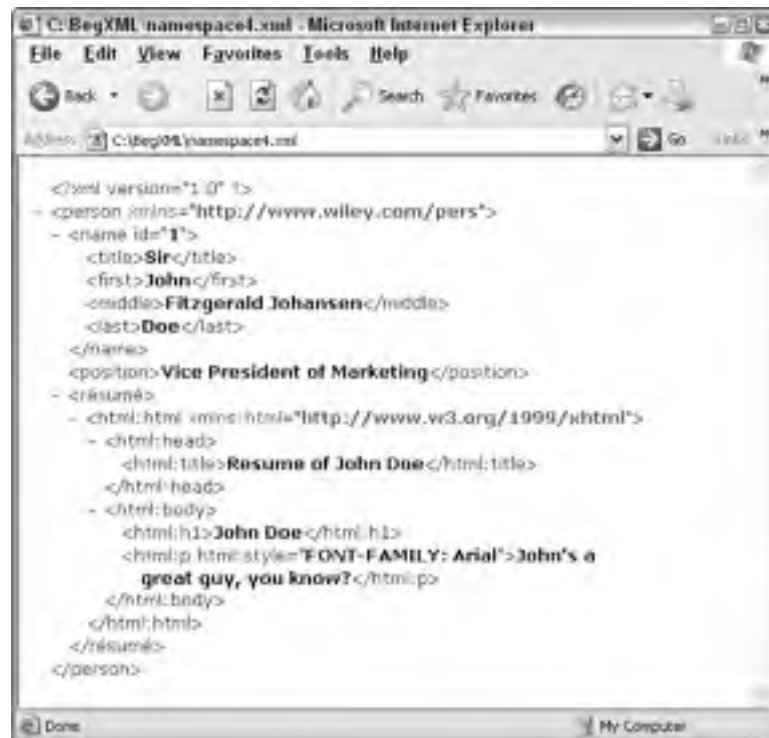 C:\BegXML\namespace4.xml - Microsoft Internet Explorer
File Edit View Favorites Tools Help
Back Search Favorites
Address C:\BegXML\namespace4.xml Go Links
<?xml version="1.0" ?>
- <person xmlns="http://www.wiley.com/pers">
- <name id="1">
<title>Sir</title>
<first>John</first>
<middle>Fitzgerald Johansen</middle>
<last>Doe</last>
</name>
<position>Vice President of Marketing</position>
- <résumé>
- <html:html xmlns:html="http://www.w3.org/1999/xhtml">
- <html:head>
<html:title>Resume of John Doe</html:title>
</html:head>
- <html:body>
<html:h1>John Doe</html:h1>
<html:p html:style="FONT-FAMILY: Arial">John's a
great guy, you know?</html:p>
</html:body>
</html:html>
</résumé>
</person>
Done My Computer